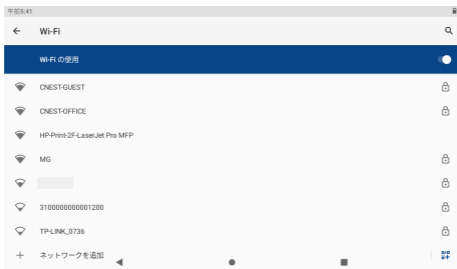 午前5:41
Wi-Fi
Wi-Fi の使用
CNEST-GUEST
CNEST-OFFICE
HP-Print-2F-LaserJet Pro MFP
MG
3100000000001200
TP-LINK_0736
ネットワークを追加